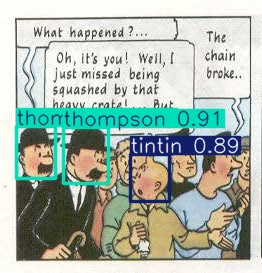 What happened?...
Oh, it's you! Well, I
just missed being
squashed by that
heavy crate!... But
The
chain
broke..
thompson 0.91
tintin 0.89